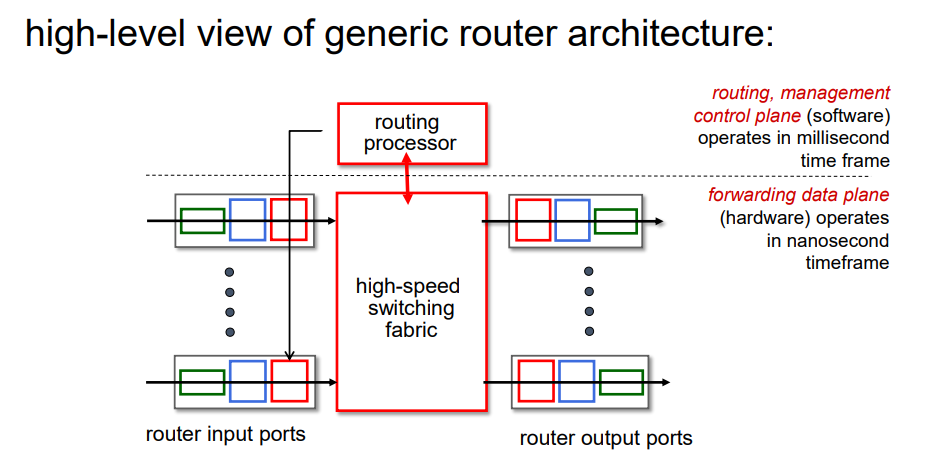 high-level view of generic router architecture:
routing, management
control plane (software)
operates in millisecond
time frame
routing
processor
forwarding data plane
(hardware) operates
in nanosecond
timeframe
high-speed
switching
fabric
router input ports
router output ports